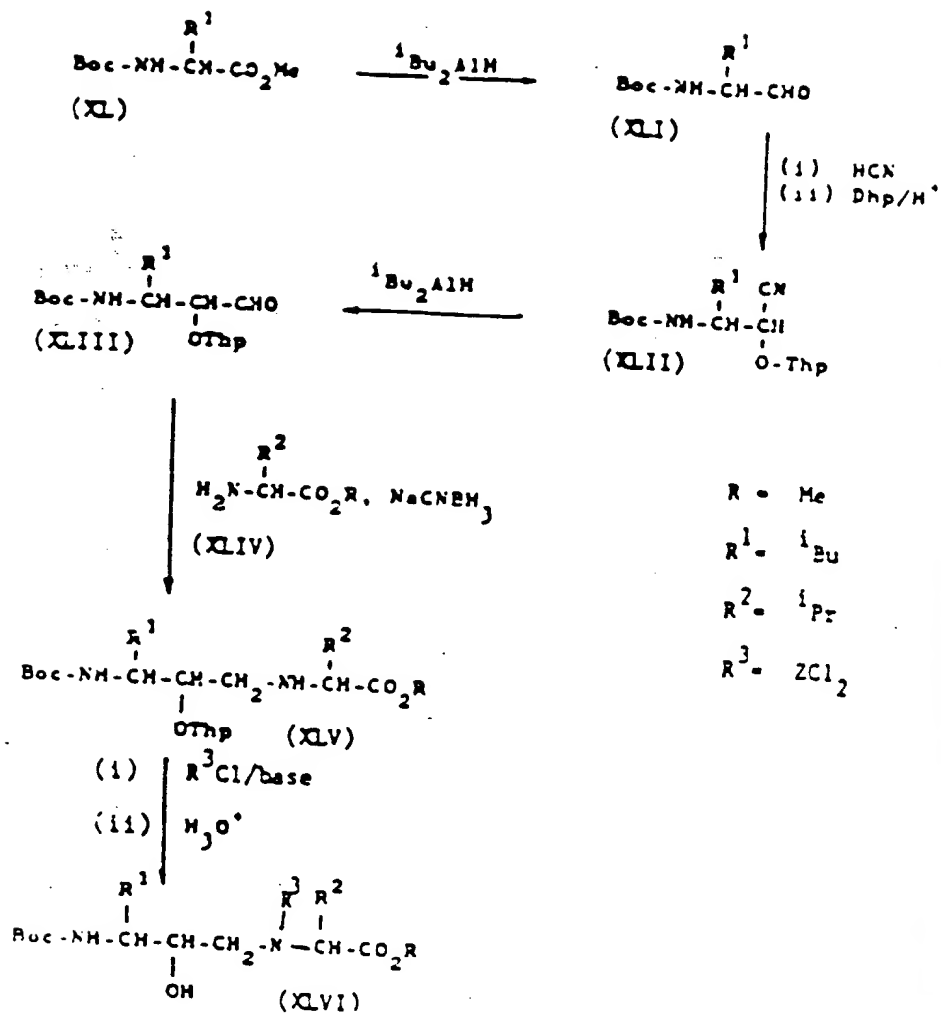 R¹
Boc-NH-CH-CO₂Me
(XL)
ⁱBu₂AlH
R¹
Boc-NH-CH-CHO
(XLI)
(i) HCN
(ii) Dhp/H⁺
R¹ CN
Boc-NH-CH-CH
(XLII) O-Thp
ⁱBu₂AlH
R¹
Boc-NH-CH-CH-CHO
(XLIII) OThp
R²
H₂N-CH-CO₂R, NaCNBH₃
(XLIV)
R = Me
R¹ = ⁱBu
R² = ⁱPr
R³ = ZCl₂
R¹ R²
Boc-NH-CH-CH-CH₂-NH-CH-CO₂R
OThp (XLV)
(i) R³Cl/base
(ii) H₃O⁺
R¹ R³ R²
Boc-NH-CH-CH-CH₂-N-CH-CO₂R
OH (XLVI)